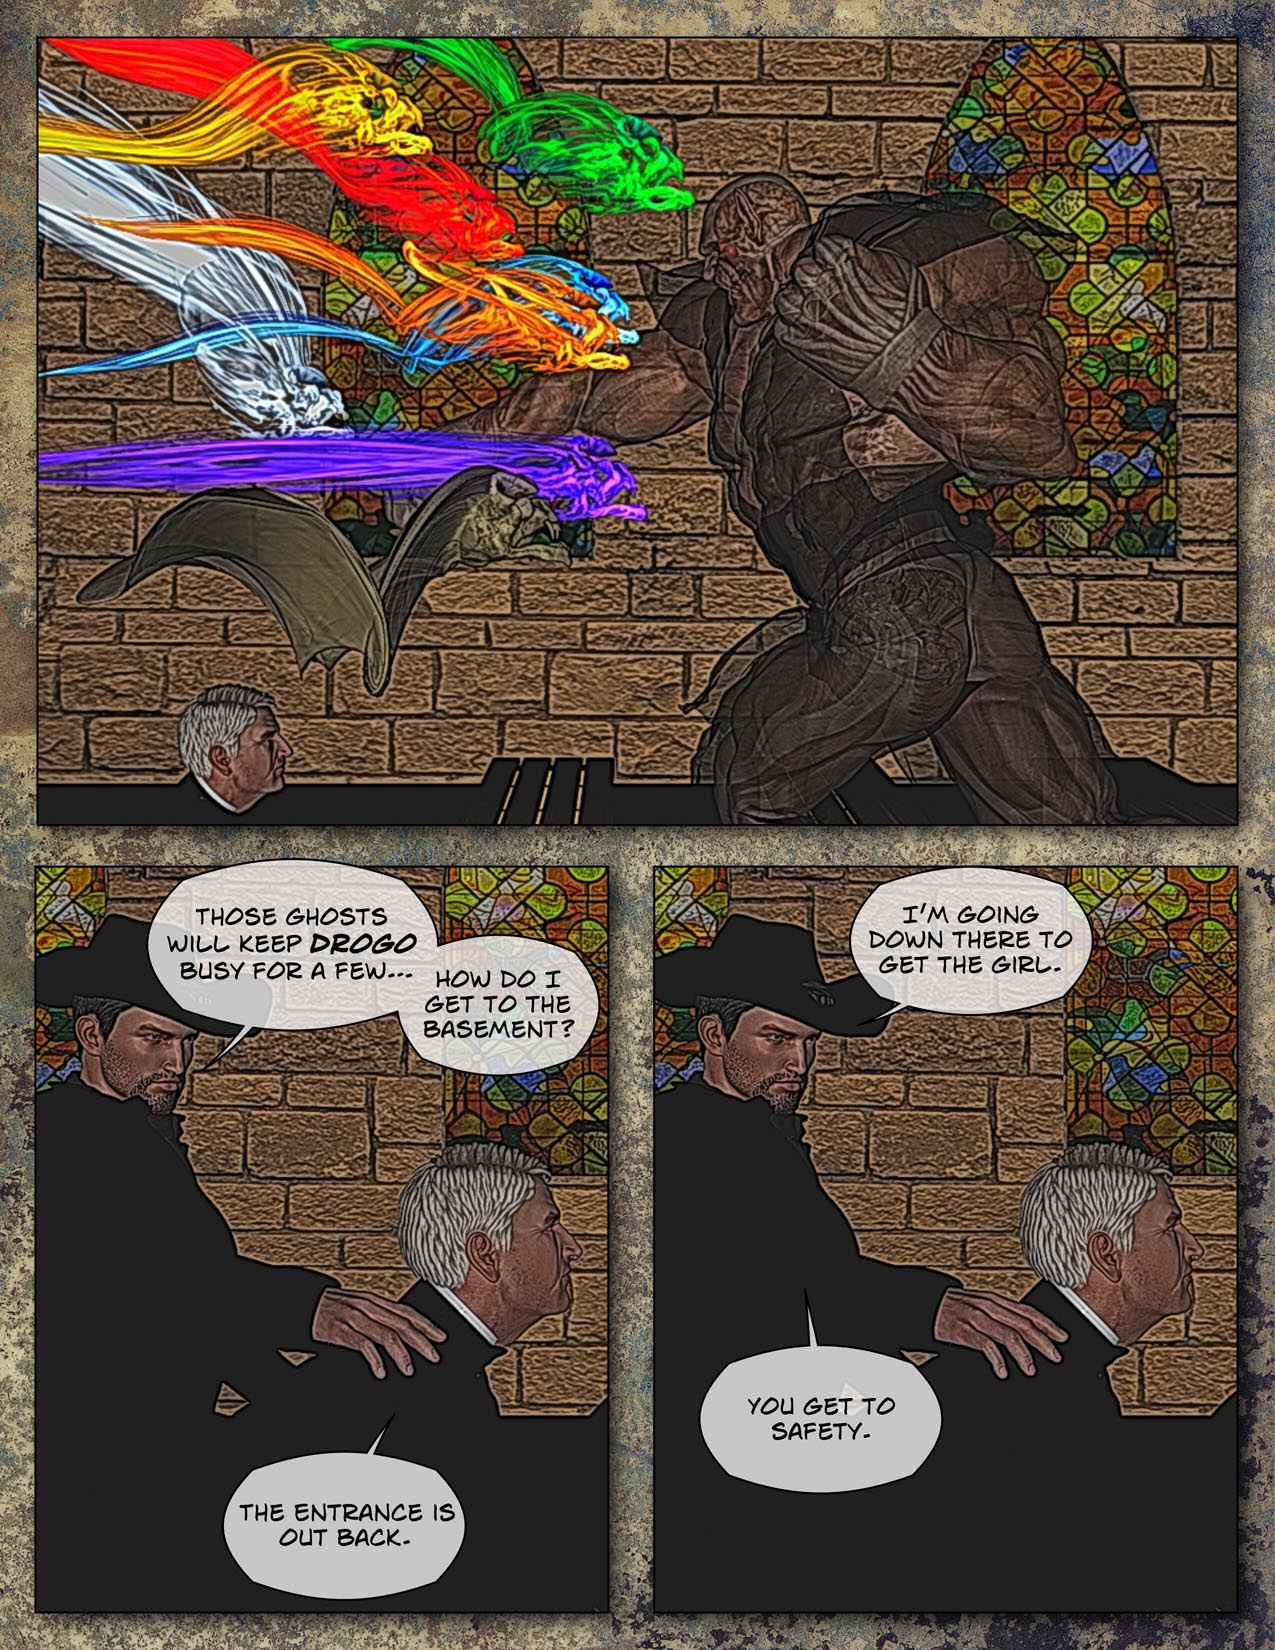 THOSE GHOSTS
WILL KEEP DROGO
BUSY FOR A FEW...
HOW DO I
GET TO THE
BASEMENT?
THE ENTRANCE IS
OUT BACK.
I'M GOING
DOWN THERE TO
GET THE GIRL.
YOU GET TO
SAFETY.